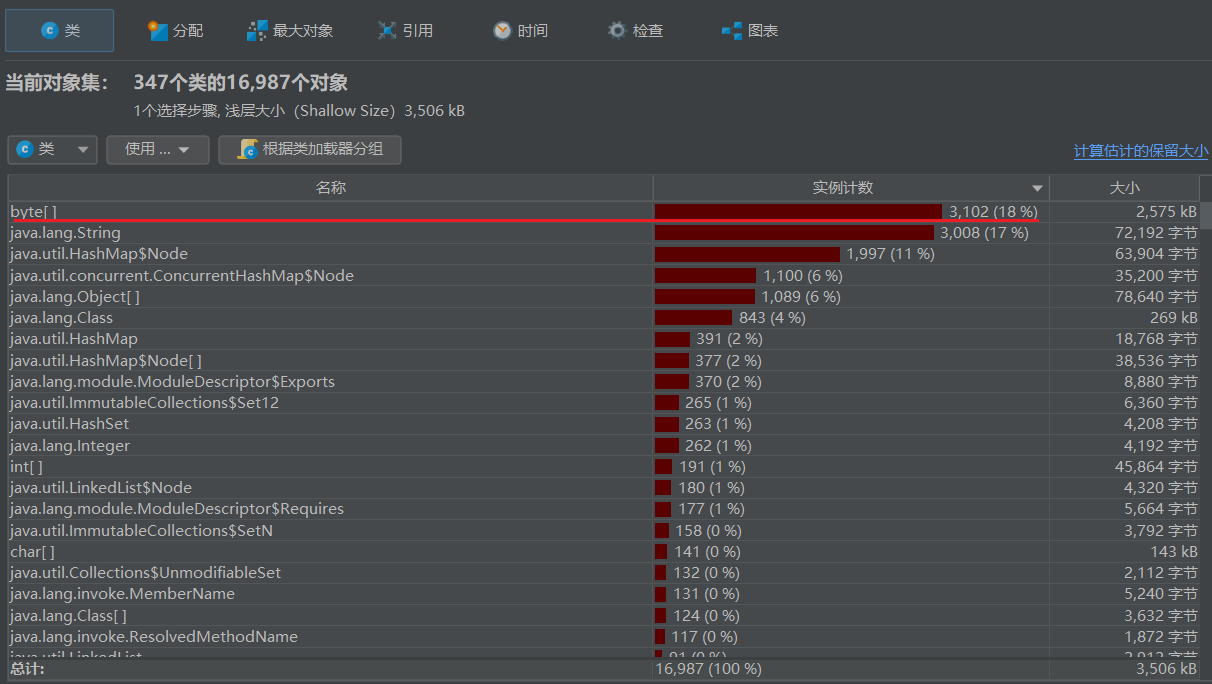 类 分配 最大对象 引用 时间 检查 图表
当前对象集： 347个类的16,987个对象
1个选择步骤, 浅层大小（Shallow Size）3,506 kB
类 使用 ... 根据类加载器分组 计算估计的保留大小
名称 实例计数 大小
byte[ ] 3,102 (18 %) 2,575 kB
java.lang.String 3,008 (17 %) 72,192 字节
java.util.HashMap$Node 1,997 (11 %) 63,904 字节
java.util.concurrent.ConcurrentHashMap$Node 1,100 (6 %) 35,200 字节
java.lang.Object[ ] 1,089 (6 %) 78,640 字节
java.lang.Class 843 (4 %) 269 kB
java.util.HashMap 391 (2 %) 18,768 字节
java.util.HashMap$Node[ ] 377 (2 %) 38,536 字节
java.lang.module.ModuleDescriptor$Exports 370 (2 %) 8,880 字节
java.util.ImmutableCollections$Set12 265 (1 %) 6,360 字节
java.util.HashSet 263 (1 %) 4,208 字节
java.lang.Integer 262 (1 %) 4,192 字节
int[ ] 191 (1 %) 45,864 字节
java.util.LinkedList$Node 180 (1 %) 4,320 字节
java.lang.module.ModuleDescriptor$Requires 177 (1 %) 5,664 字节
java.util.ImmutableCollections$SetN 158 (0 %) 3,792 字节
char[ ] 141 (0 %) 143 kB
java.util.Collections$UnmodifiableSet 132 (0 %) 2,112 字节
java.lang.invoke.MemberName 131 (0 %) 5,240 字节
java.lang.Class[ ] 124 (0 %) 3,632 字节
java.lang.invoke.ResolvedMethodName 117 (0 %) 1,872 字节
java.util.LinkedList 91 (0 %) 字节
总计: 16,987 (100 %) 3,506 kB